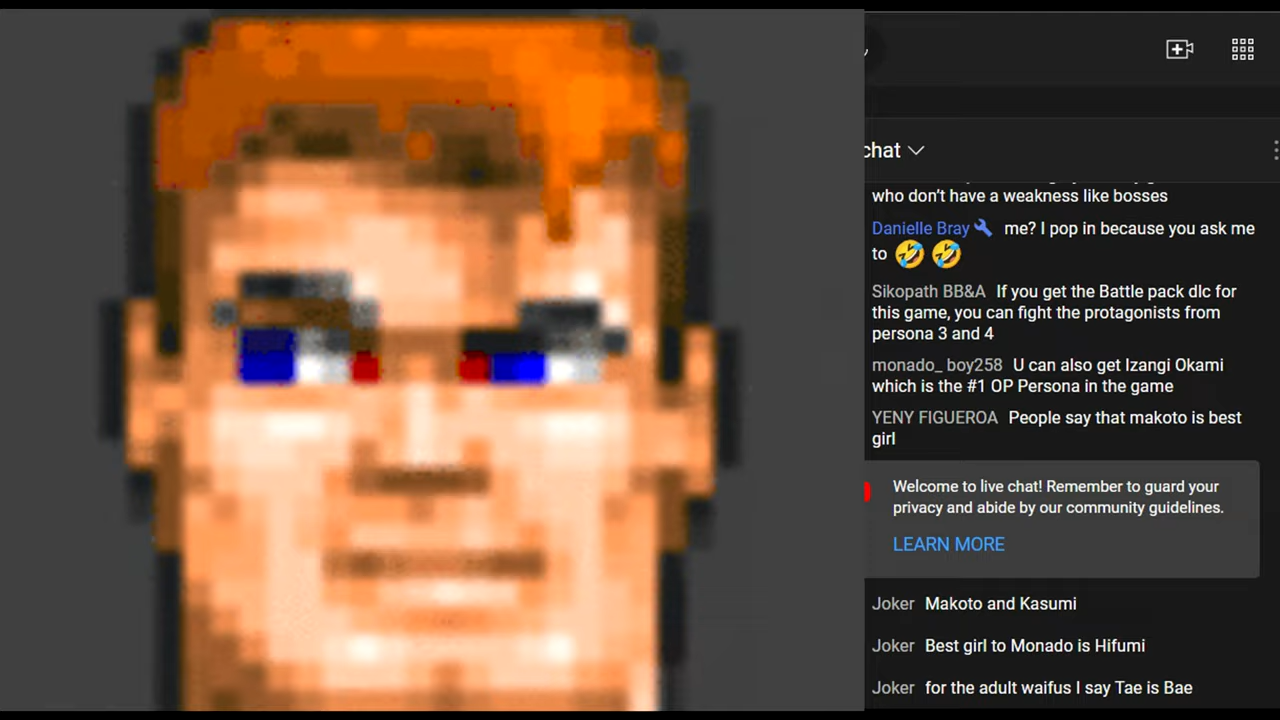 chat
who don't have a weakness like bosses
Danielle Bray me? I pop in because you ask me
to 🤣 🤣
Sikopath BB&A If you get the Battle pack dlc for
this game, you can fight the protagonists from
persona 3 and 4
monado_ boy258 U can also get Izangi Okami
which is the #1 OP Persona in the game
YENY FIGUEROA People say that makoto is best
girl
Welcome to live chat! Remember to guard your
privacy and abide by our community guidelines.
LEARN MORE
Joker Makoto and Kasumi
Joker Best girl to Monado is Hifumi
Joker for the adult waifus I say Tae is Bae